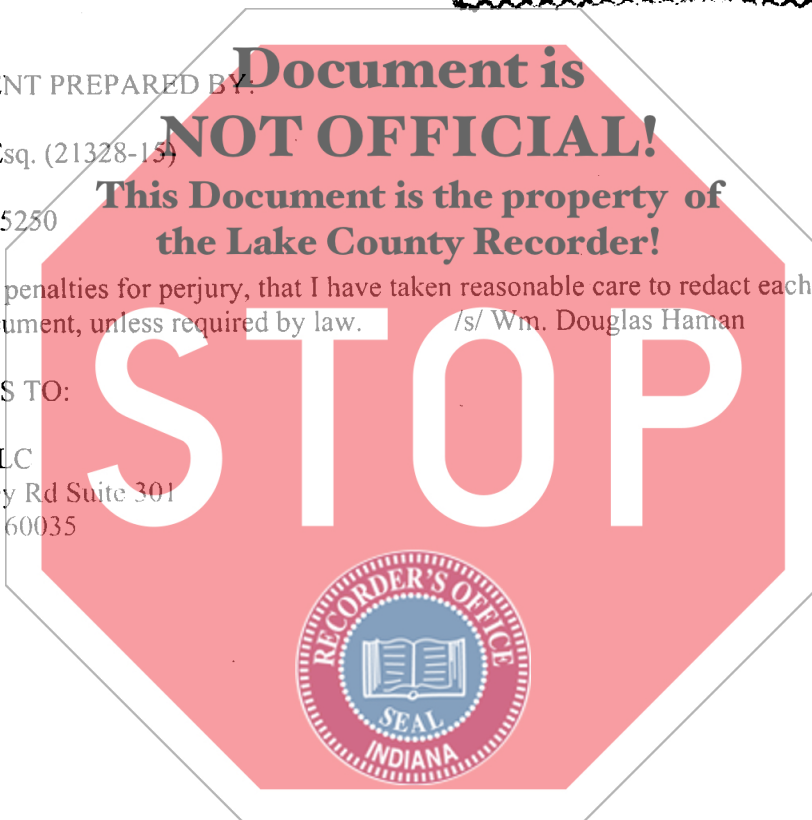 Document is
ENT PREPARED BY:
NOT OFFICIAL!
Esq. (21328-15)
This Document is the property of
5250
the Lake County Recorder!
penalties for perjury, that I have taken reasonable care to redact each
cument, unless required by law. /s/ Wm. Douglas Haman
STOP
S TO:
LC
y Rd Suite 301
60035
RECORDER'S OFFICE
SEAL
INDIANA